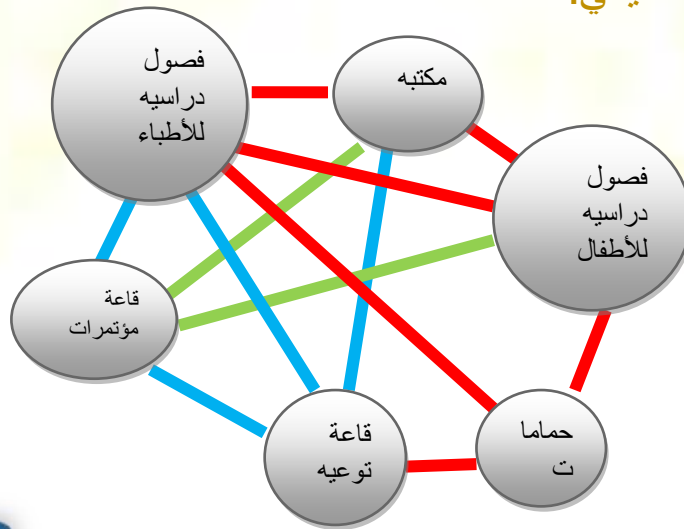 فصول
دراسيه
للأطباء
مكتبه
فصول
دراسيه
للأطفال
قاعة
مؤتمرات
قاعة
توعيه
حماما
ت